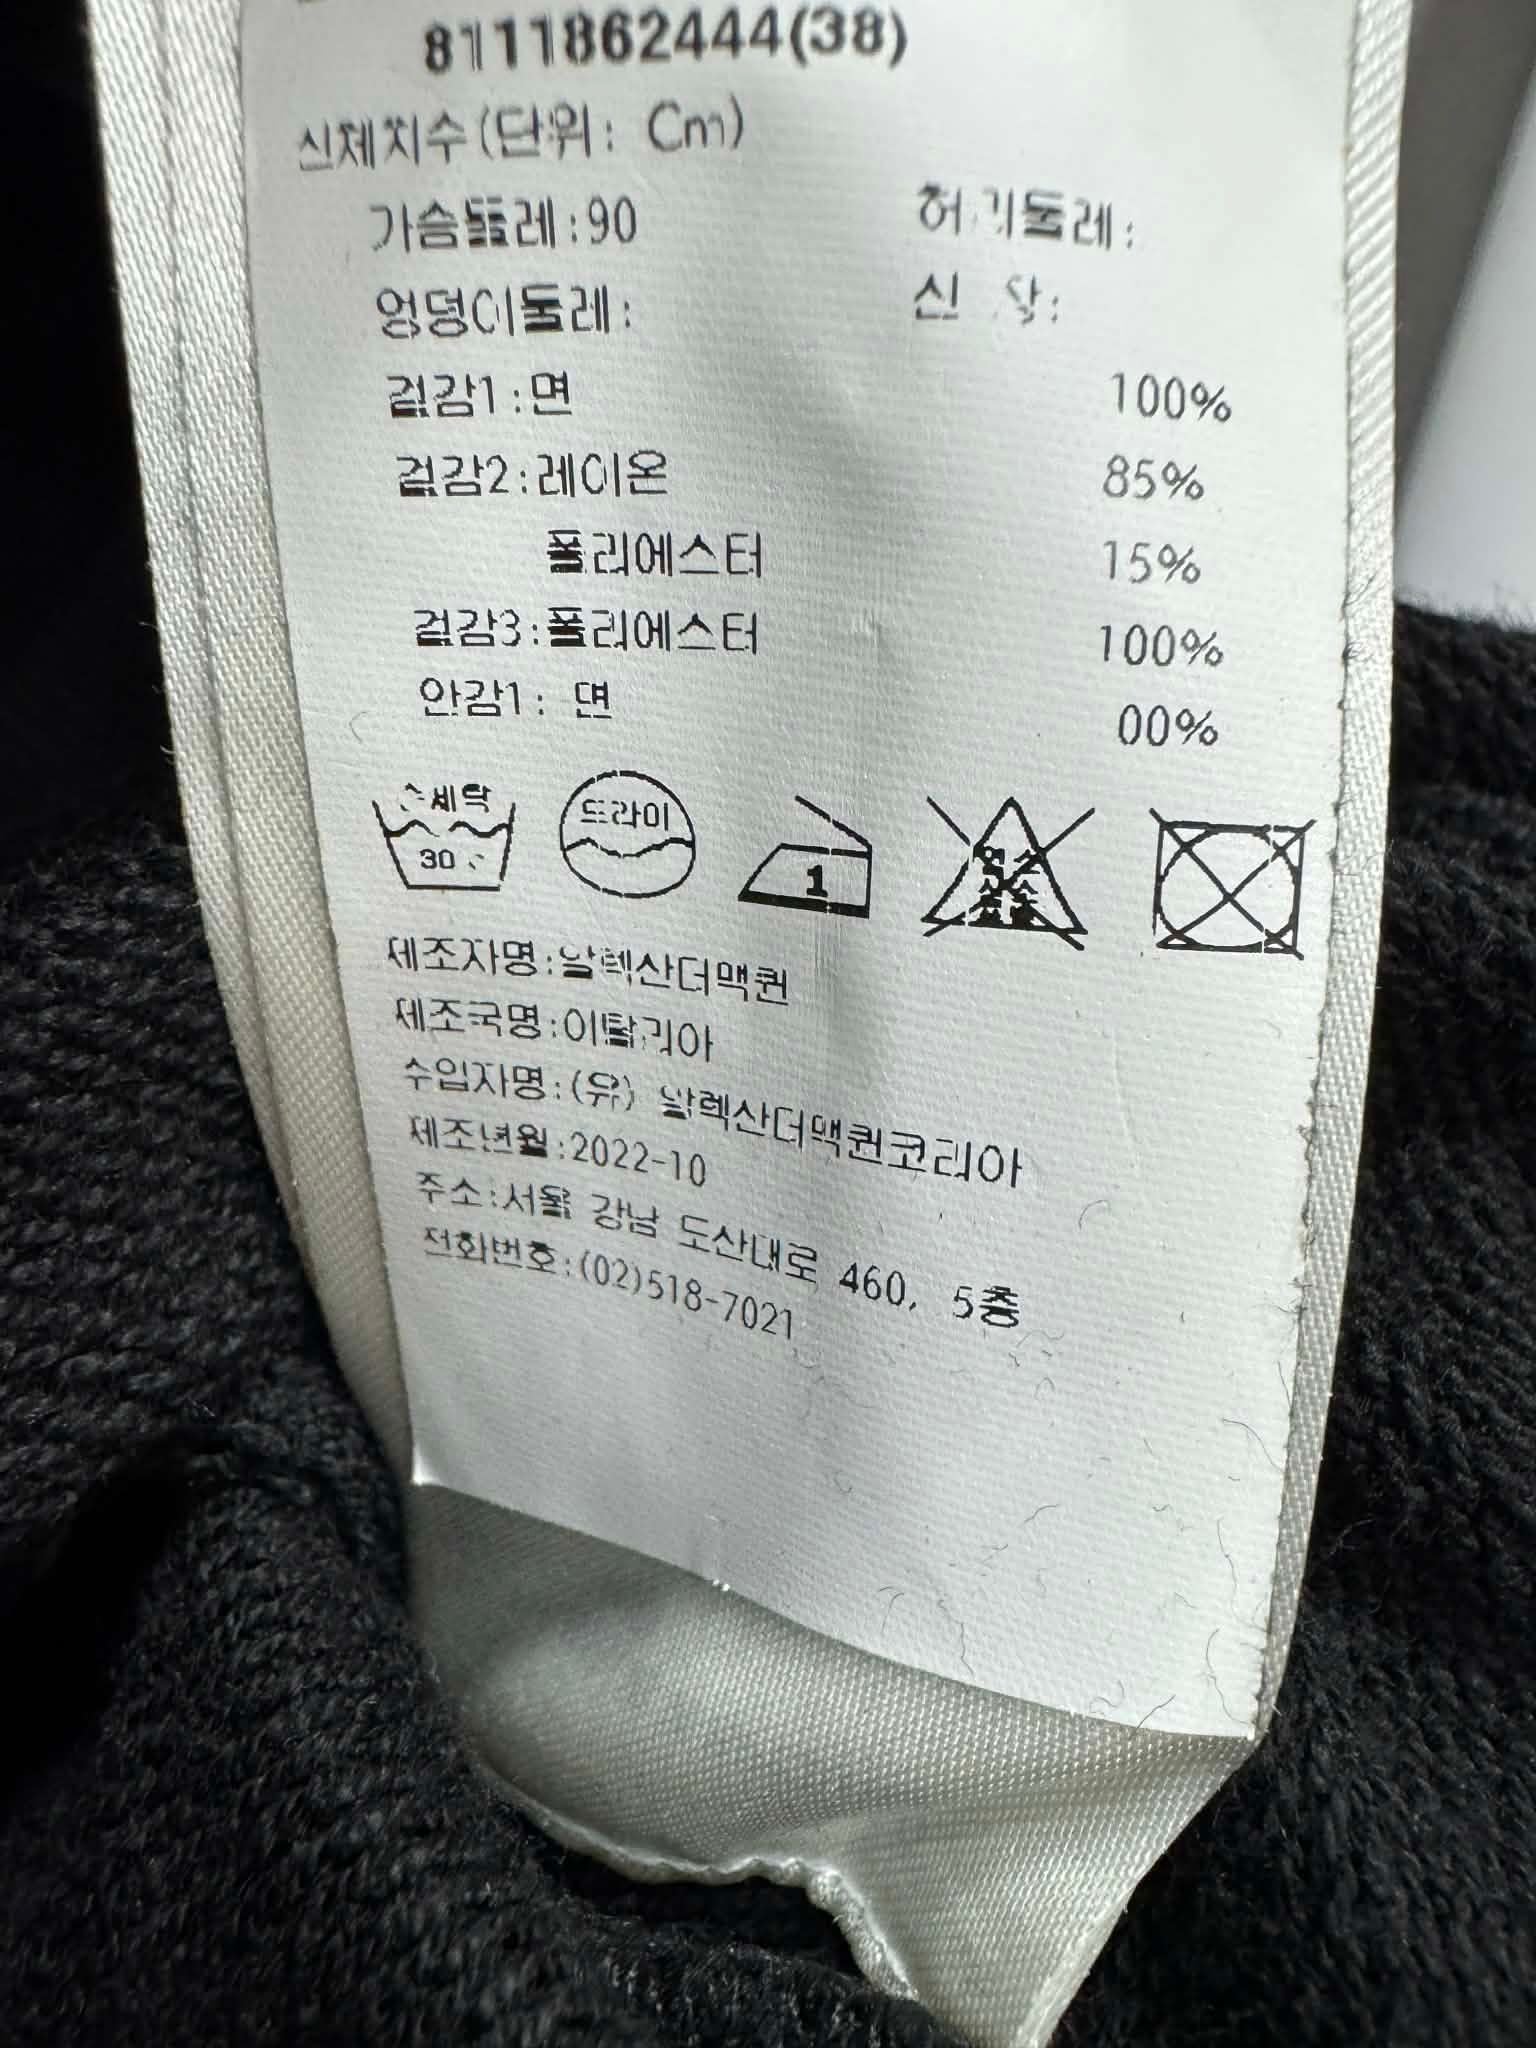 8111862444(38)
신체치수(단위: Cm)
가슴둘레:90 허리둘레:
엉덩이둘레: 신 장:
겉감1:면 100%
겉감2:레이온 85%
폴리에스터 15%
겉감3:폴리에스터 100%
안감1: 면 00%
손세탁 30 드라이 1
제조자명:알렉산더맥퀸
제조국명:이탈리아
수입자명:(유) 알렉산더맥퀸코리아
제조년월:2022-10
주소:서울 강남 도산대로 460, 5층
전화번호:(02)518-7021